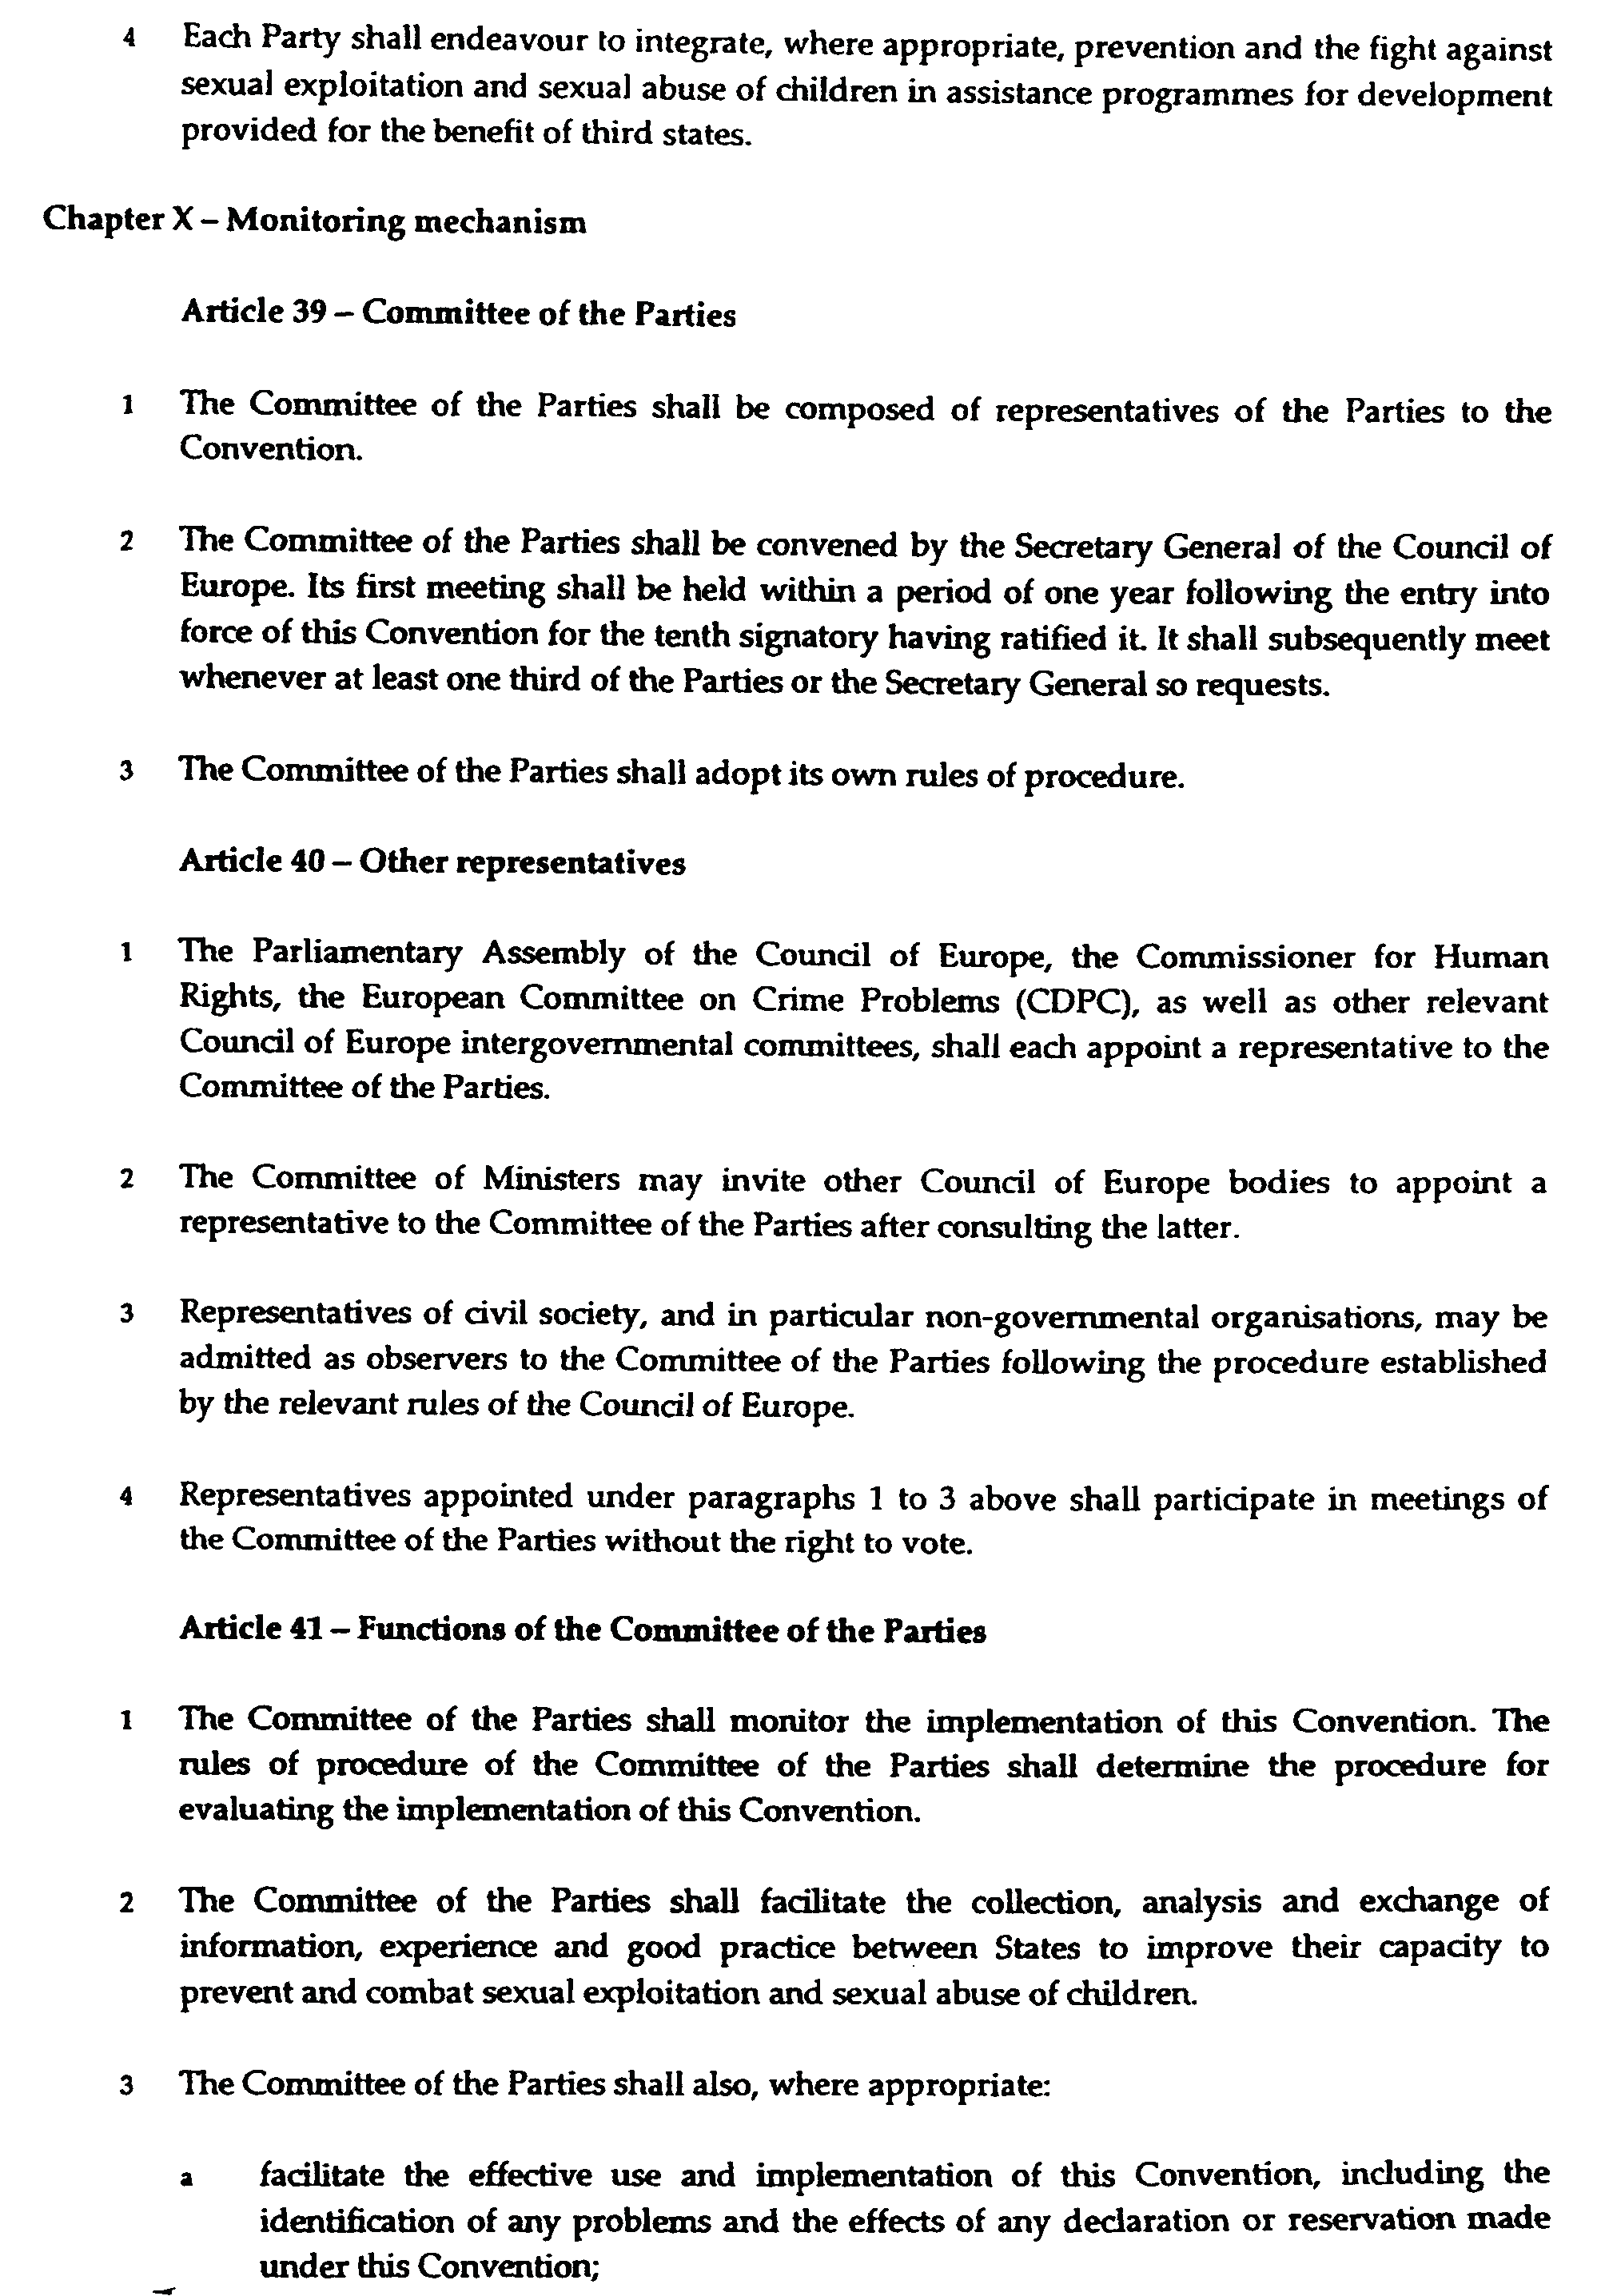 4 Each Party shall endeavour to integrate, where appropriate, prevention and the fight against
sexual exploitation and sexual abuse of children in assistance programmes for development
provided for the benefit of third states.
Chapter X – Monitoring mechanism
Article 39 – Committee of the Parties
1 The Committee of the Parties shall be composed of representatives of the Parties to the
Convention.
2 The Committee of the Parties shall be convened by the Secretary General of the Council of
Europe. Its first meeting shall be held within a period of one year following the entry into
force of this Convention for the tenth signatory having ratified it. It shall subsequently meet
whenever at least one third of the Parties or the Secretary General so requests.
3 The Committee of the Parties shall adopt its own rules of procedure.
Article 40 – Other representatives
1 The Parliamentary Assembly of the Council of Europe, the Commissioner for Human
Rights, the European Committee on Crime Problems (CDPC), as well as other relevant
Council of Europe intergovernmental committees, shall each appoint a representative to the
Committee of the Parties.
2 The Committee of Ministers may invite other Council of Europe bodies to appoint a
representative to the Committee of the Parties after consulting the latter.
3 Representatives of civil society, and in particular non-governmental organisations, may be
admitted as observers to the Committee of the Parties following the procedure established
by the relevant rules of the Council of Europe.
4 Representatives appointed under paragraphs 1 to 3 above shall participate in meetings of
the Committee of the Parties without the right to vote.
Article 41 – Functions of the Committee of the Parties
1 The Committee of the Parties shall monitor the implementation of this Convention. The
rules of procedure of the Committee of the Parties shall determine the procedure for
evaluating the implementation of this Convention.
2 The Committee of the Parties shall facilitate the collection, analysis and exchange of
information, experience and good practice between States to improve their capacity to
prevent and combat sexual exploitation and sexual abuse of children.
3 The Committee of the Parties shall also, where appropriate:
a facilitate the effective use and implementation of this Convention, including the
identification of any problems and the effects of any declaration or reservation made
under this Convention;